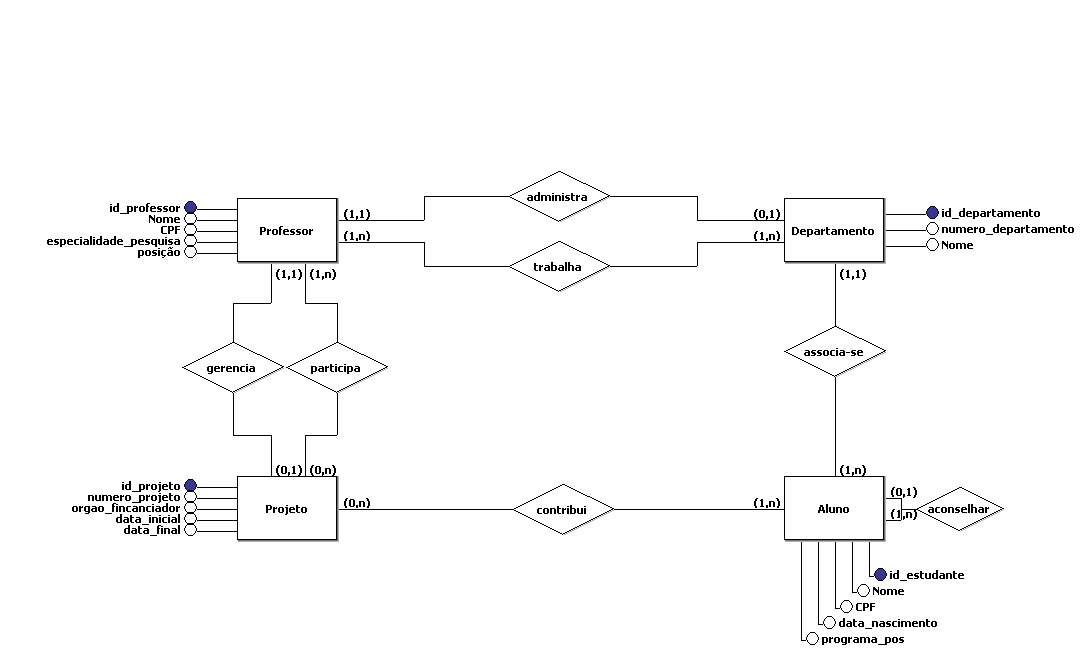 administra
id_professor
Nome
CPF
especialidade_pesquisa
posição
Professor
(1,1)
(1,n)
(0,1)
(1,n)
Departamento
id_departamento
numero_departamento
Nome
trabalha
(1,1)
(1,n)
(1,1)
gerencia
participa
associa-se
(0,1)
(0,n)
(1,n)
id_projeto
numero_projeto
orgao_fincanciador
data_inicial
data_final
Projeto
(0,n)
contribui
(1,n)
Aluno
(0,1)
(1,n)
aconselhar
id_estudante
Nome
CPF
data_nascimento
programa_pos